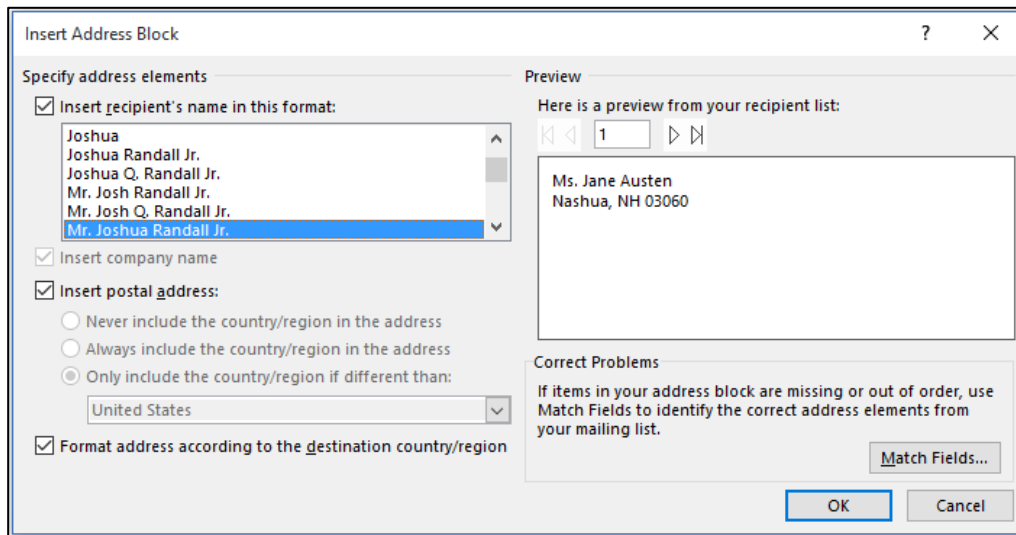 Insert Address Block
Specify address elements
Insert recipient's name in this format:
Joshua
Joshua Randall Jr.
Joshua Q. Randall Jr.
Mr. Josh Randall Jr.
Mr. Josh Q. Randall Jr.
Mr. Joshua Randall Jr.
Insert company name
Insert postal address:
Never include the country/region in the address
Always include the country/region in the address
Only include the country/region if different than:
United States
Format address according to the destination country/region
Preview
Here is a preview from your recipient list:
1
Ms. Jane Austen
Nashua, NH 03060
Correct Problems
If items in your address block are missing or out of order, use
Match Fields to identify the correct address elements from
your mailing list.
Match Fields...
OK
Cancel